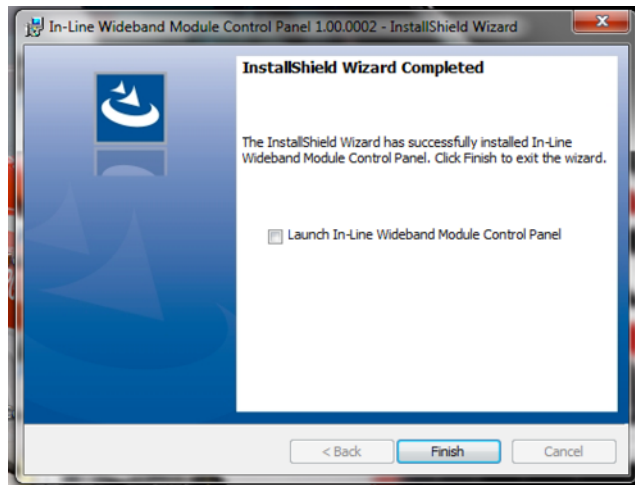 In-Line Wideband Module Control Panel 1.00.0002 - InstallShield Wizard
InstallShield Wizard Completed
The InstallShield Wizard has successfully installed In-Line
Wideband Module Control Panel. Click Finish to exit the wizard.
Launch In-Line Wideband Module Control Panel
< Back
Finish
Cancel